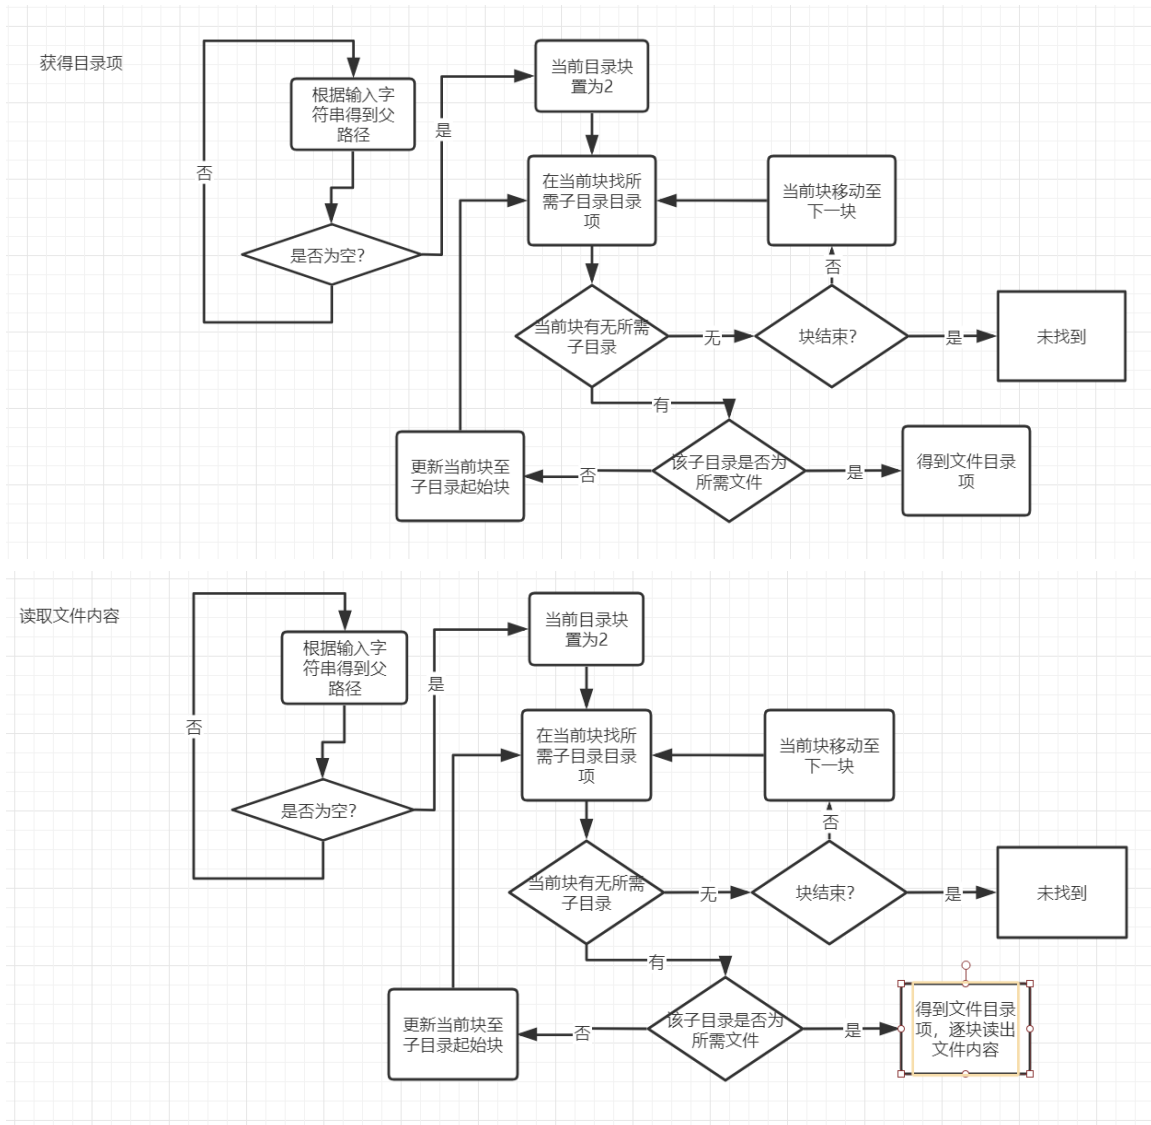 获得目录项
根据输入字
符串得到父
路径
否
是否为空?
是
当前目录块
置为2
在当前块找所
需子目录目录
项
当前块移动至
下一块
否
当前块有无所需
子目录
无
块结束?
是
未找到
有
更新当前块至
子目录起始块
否
该子目录是否为
所需文件
是
得到文件目录
项
读取文件内容
根据输入字
符串得到父
路径
否
是否为空?
是
当前目录块
置为2
在当前块找所
需子目录目录
项
当前块移动至
下一块
否
当前块有无所需
子目录
无
块结束?
是
未找到
有
更新当前块至
子目录起始块
否
该子目录是否为
所需文件
是
得到文件目录
项，逐块读出
文件内容